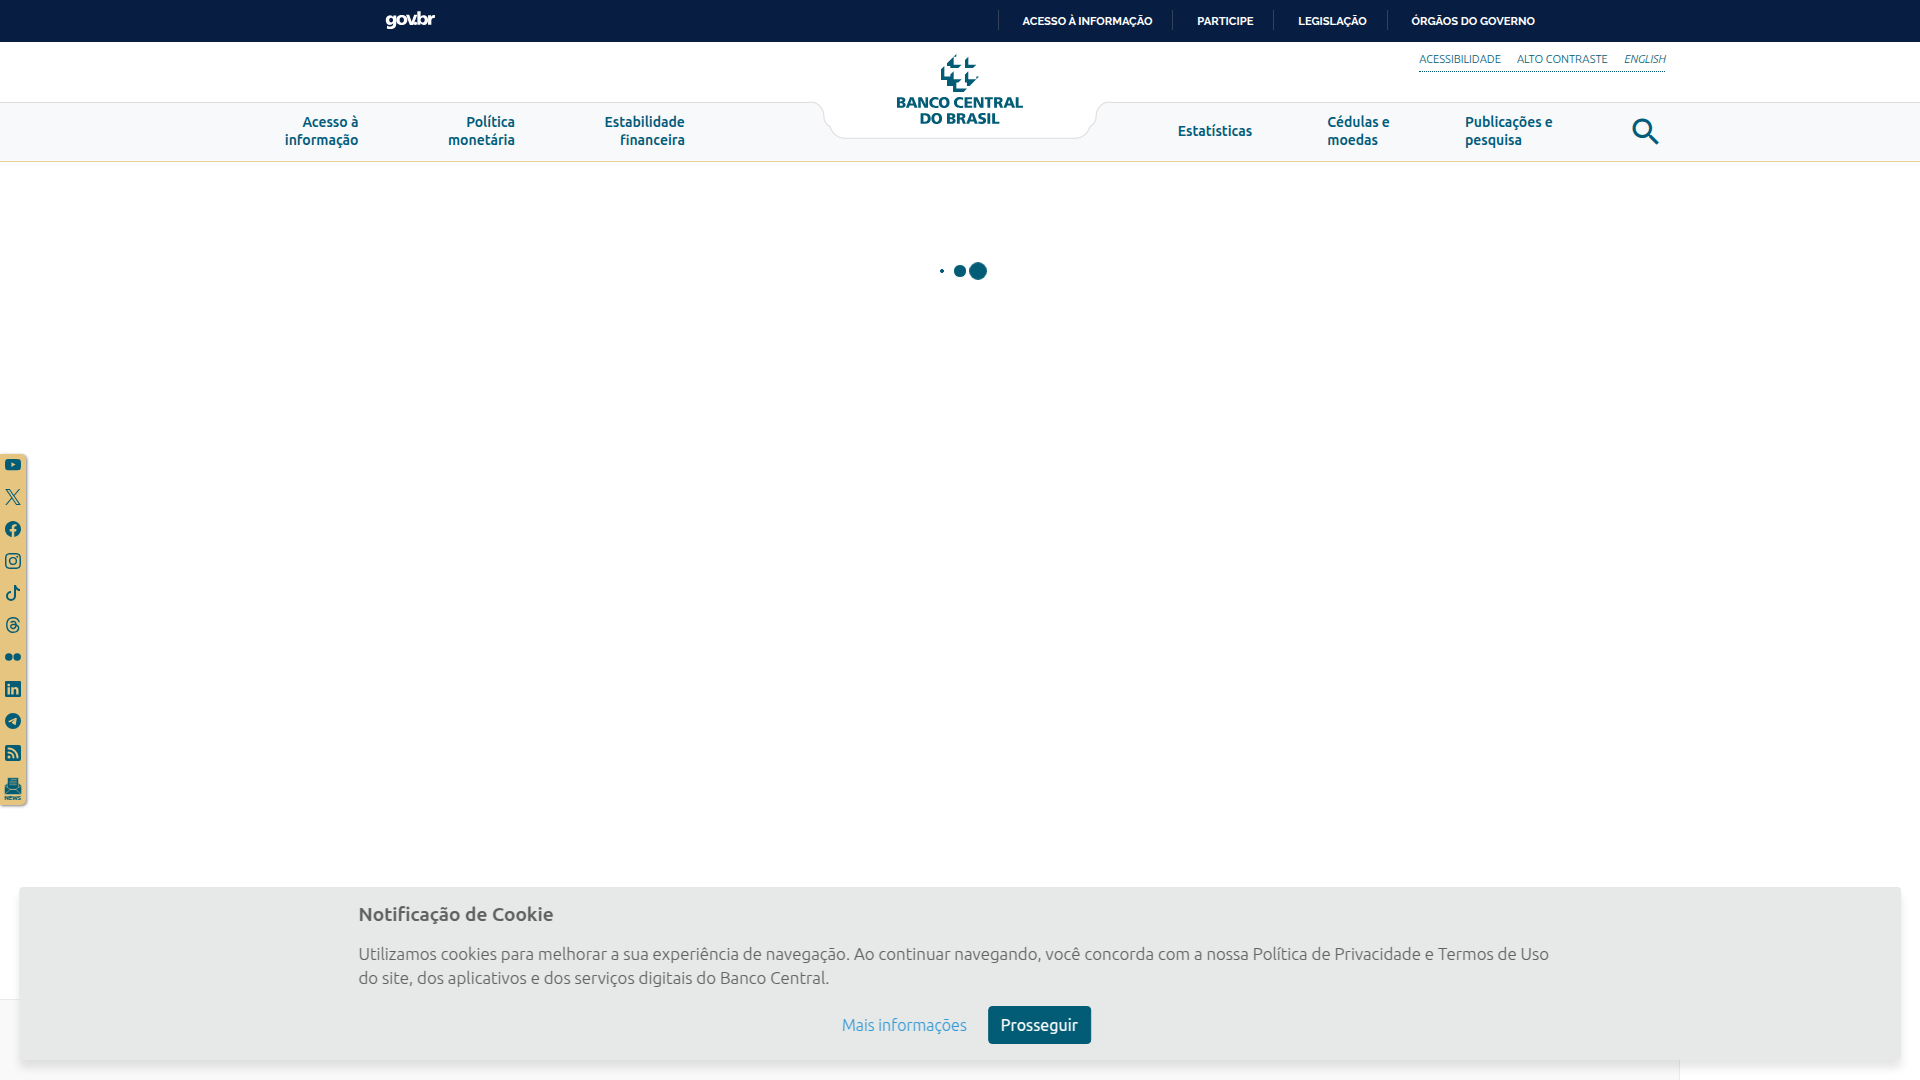 gov.br
ACESSO À INFORMAÇÃO
PARTICIPE
LEGISLAÇÃO
ÓRGÃOS DO GOVERNO
ACESSIBILIDADE
ALTO CONTRASTE
ENGLISH
BANCO CENTRAL
DO BRASIL
Acesso à
informação
Política
monetária
Estabilidade
financeira
Estatísticas
Cédulas e
moedas
Publicações e
pesquisa
NEWS
Notificação de Cookie
Utilizamos cookies para melhorar a sua experiência de navegação. Ao continuar navegando, você concorda com a nossa Política de Privacidade e Termos de Uso
do site, dos aplicativos e dos serviços digitais do Banco Central.
Mais informações
Prosseguir